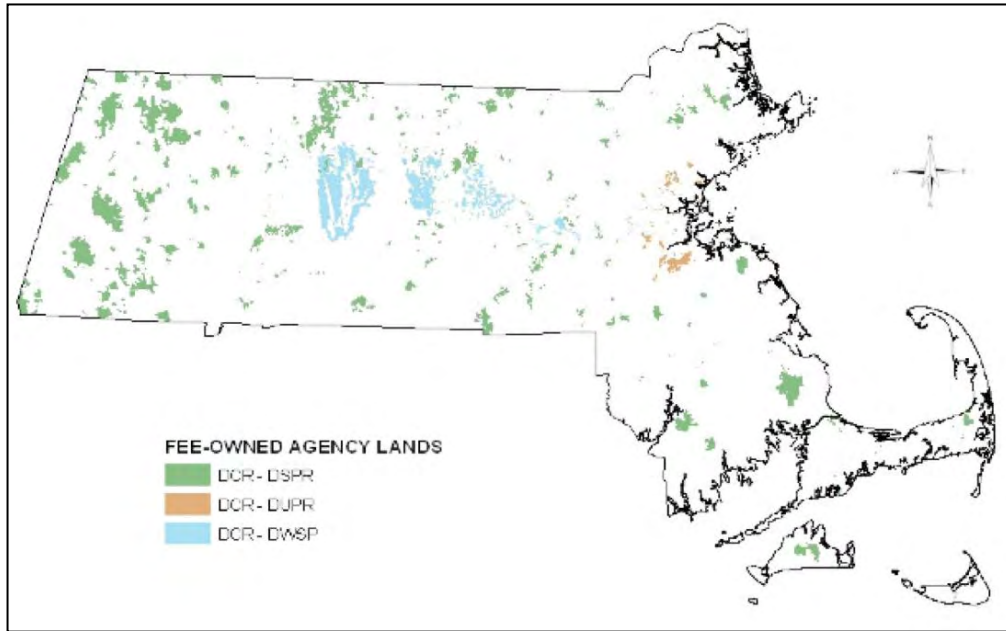 FEE-OWNED AGENCY LANDS
DCR - DSPR
DCR - DUPR
DCR - DWSP